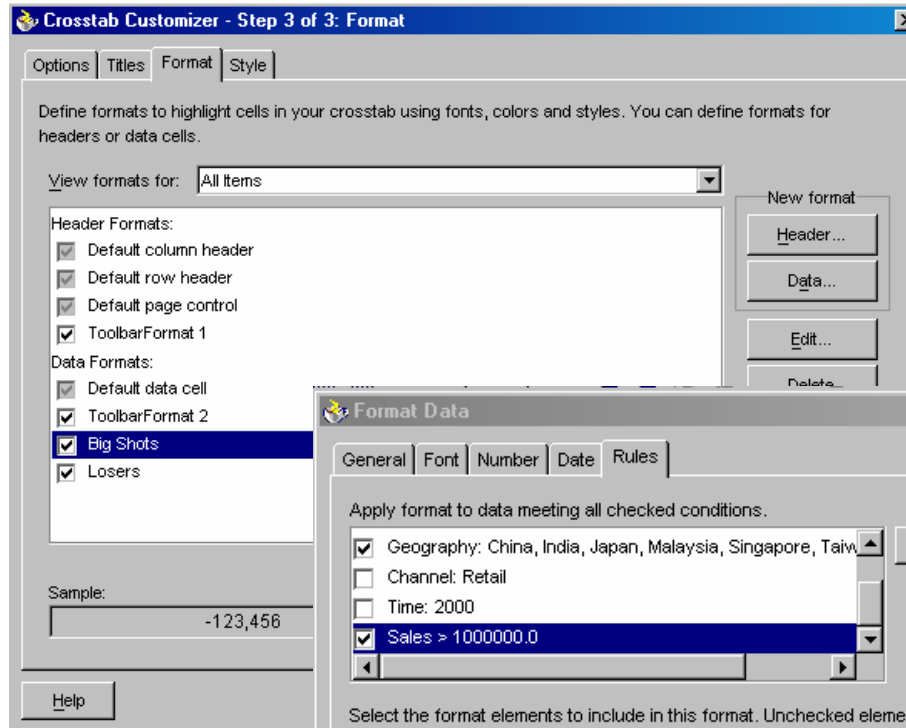 Crosstab Customizer - Step 3 of 3: Format
Options Titles Format Style
Define formats to highlight cells in your crosstab using fonts, colors and styles. You can define formats for
headers or data cells.
View formats for: All Items
New format
Header...
Data...
Edit...
Delete
Header Formats:
Default column header
Default row header
Default page control
ToolbarFormat 1
Data Formats:
Default data cell
ToolbarFormat 2
Big Shots
Losers
Sample:
-123,456
Help
Format Data
General Font Number Date Rules
Apply format to data meeting all checked conditions.
Geography: China, India, Japan, Malaysia, Singapore, Taiw
Channel: Retail
Time: 2000
Sales > 1000000.0
Select the format elements to include in this format. Unchecked eleme